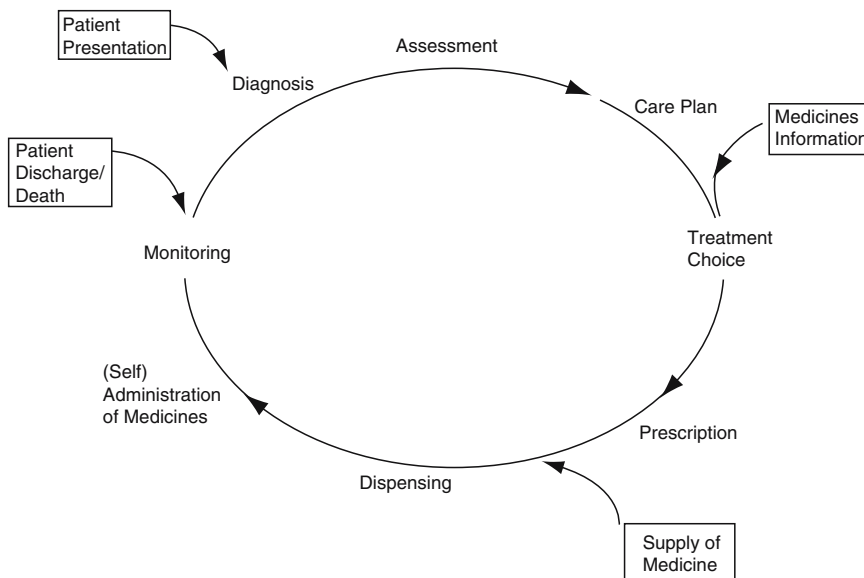 Patient
Presentation
Assessment
Diagnosis
Care Plan
Medicines
Information
Patient
Discharge/
Death
Monitoring
Treatment
Choice
(Self)
Administration
of Medicines
Prescription
Dispensing
Supply of
Medicine